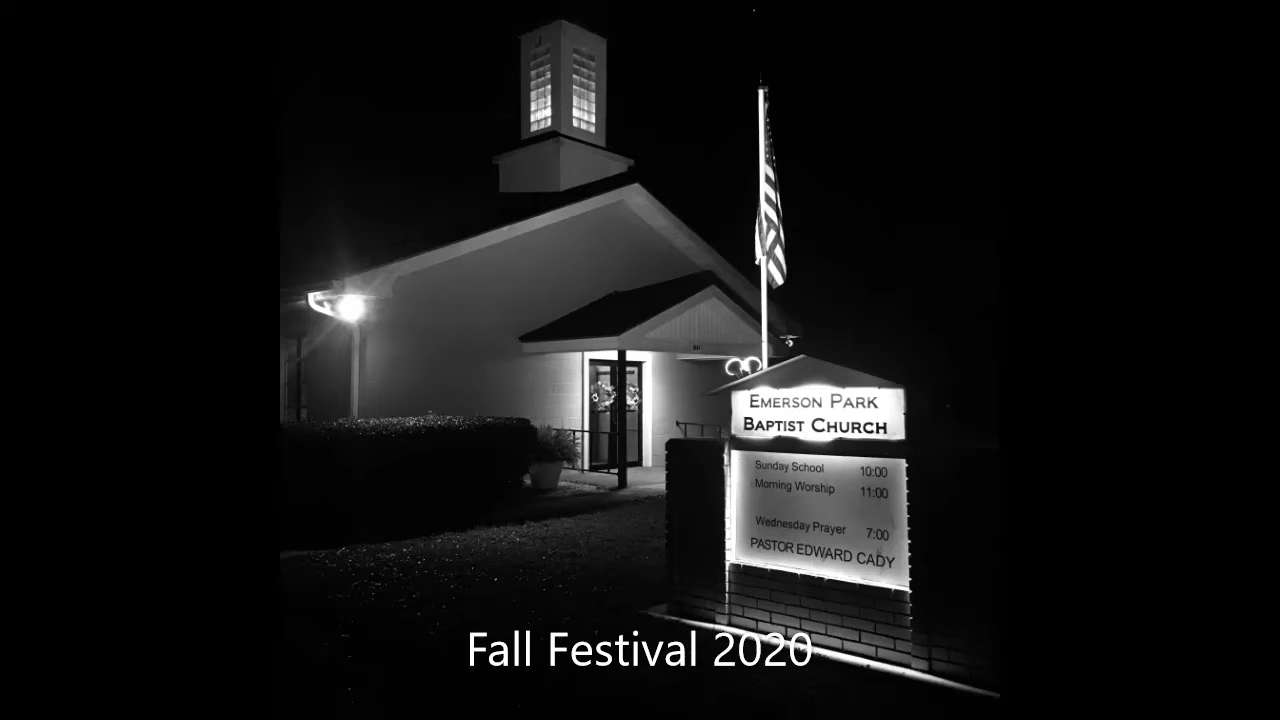 EMERSON PARK
BAPTIST CHURCH
Sunday School 10:00
Morning Worship 11:00
Wednesday Prayer 7:00
PASTOR EDWARD CADY
Fall Festival 2020